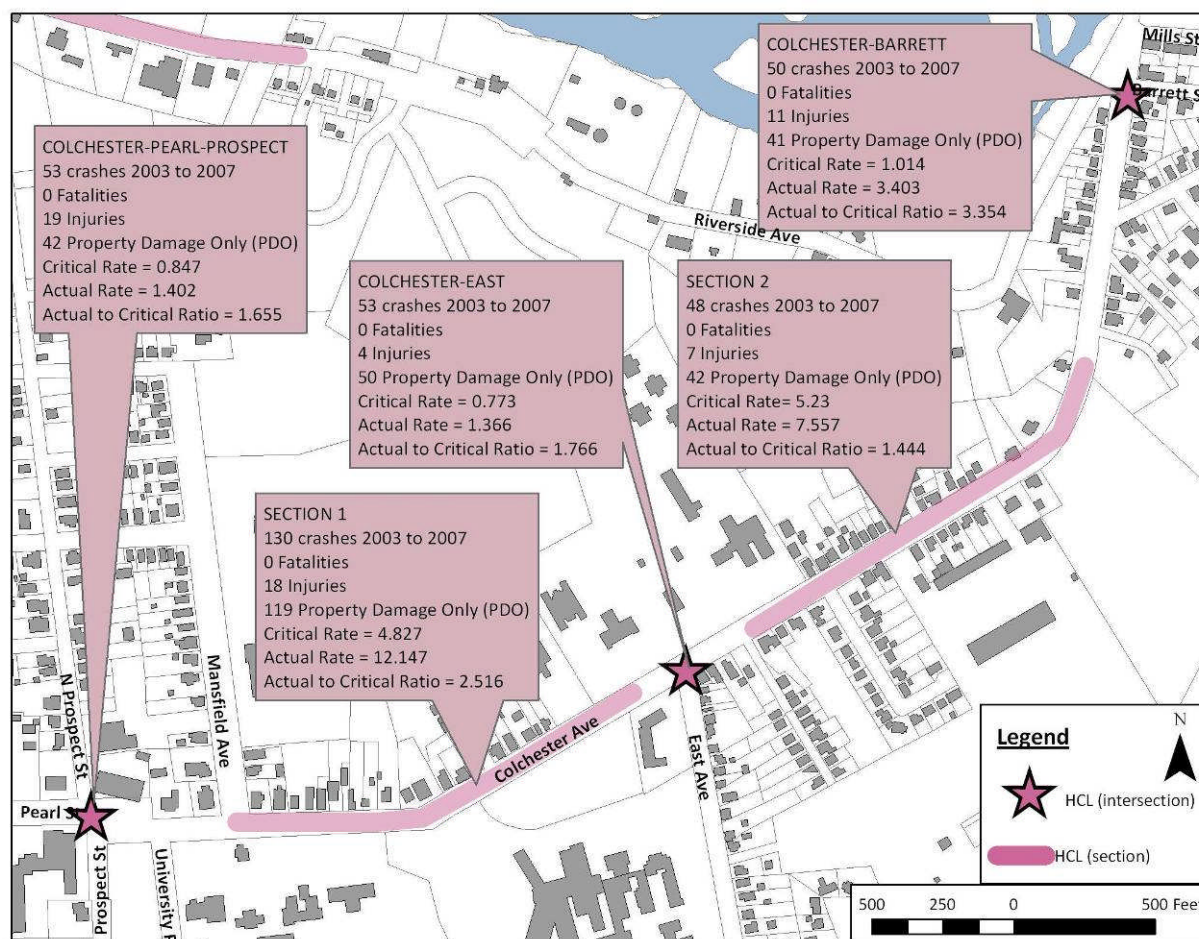 COLCHESTER-PEARL-PROSPECT
53 crashes 2003 to 2007
0 Fatalities
19 Injuries
42 Property Damage Only (PDO)
Critical Rate = 0.847
Actual Rate = 1.402
Actual to Critical Ratio = 1.655
COLCHESTER-EAST
53 crashes 2003 to 2007
0 Fatalities
4 Injuries
50 Property Damage Only (PDO)
Critical Rate = 0.773
Actual Rate = 1.366
Actual to Critical Ratio = 1.766
COLCHESTER-BARRETT
50 crashes 2003 to 2007
0 Fatalities
11 Injuries
41 Property Damage Only (PDO)
Critical Rate = 1.014
Actual Rate = 3.403
Actual to Critical Ratio = 3.354
SECTION 2
48 crashes 2003 to 2007
0 Fatalities
7 Injuries
42 Property Damage Only (PDO)
Critical Rate= 5.23
Actual Rate = 7.557
Actual to Critical Ratio = 1.444
SECTION 1
130 crashes 2003 to 2007
0 Fatalities
18 Injuries
119 Property Damage Only (PDO)
Critical Rate = 4.827
Actual Rate = 12.147
Actual to Critical Ratio = 2.516
Mills St
Barrett S
Riverside Ave
N Prospect St
Mansfield Ave
Colchester Ave
East Ave
Pearl S
Prospect St
University P
Legend
N
HCL (intersection)
HCL (section)
500 250 0 500 Feet